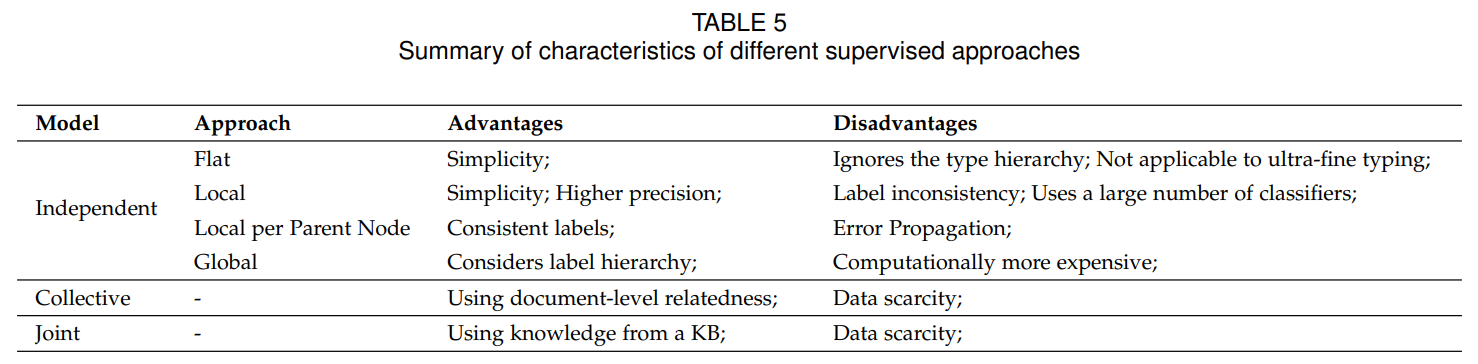 TABLE 5
Summary of characteristics of different supervised approaches
Model Approach Advantages Disadvantages
Flat Simplicity; Ignores the type hierarchy; Not applicable to ultra-fine typing;
Local Simplicity; Higher precision; Label inconsistency; Uses a large number of classifiers;
Independent
Local per Parent Node Consistent labels; Error Propagation;
Global Considers label hierarchy; Computationally more expensive;
Collective - Using document-level relatedness; Data scarcity;
Joint - Using knowledge from a KB; Data scarcity;